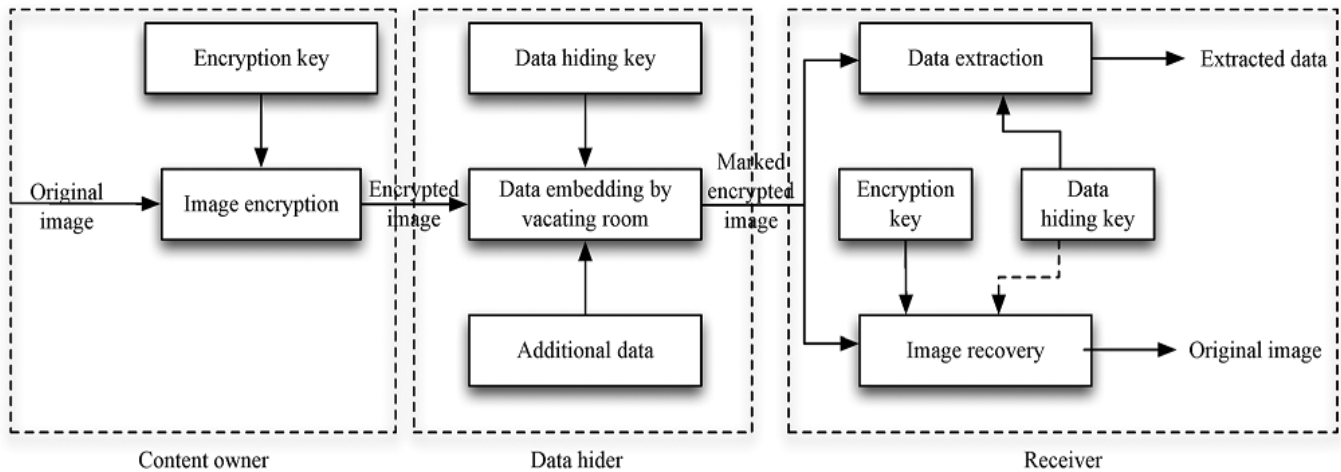 Encryption key
Original
image
Image encryption
Encrypted
image
Content owner
Data hiding key
Data embedding by
vacating room
Additional data
Marked
encrypted
image
Data hider
Data extraction
Extracted data
Encryption
key
Data
hiding key
Image recovery
Original image
Receiver